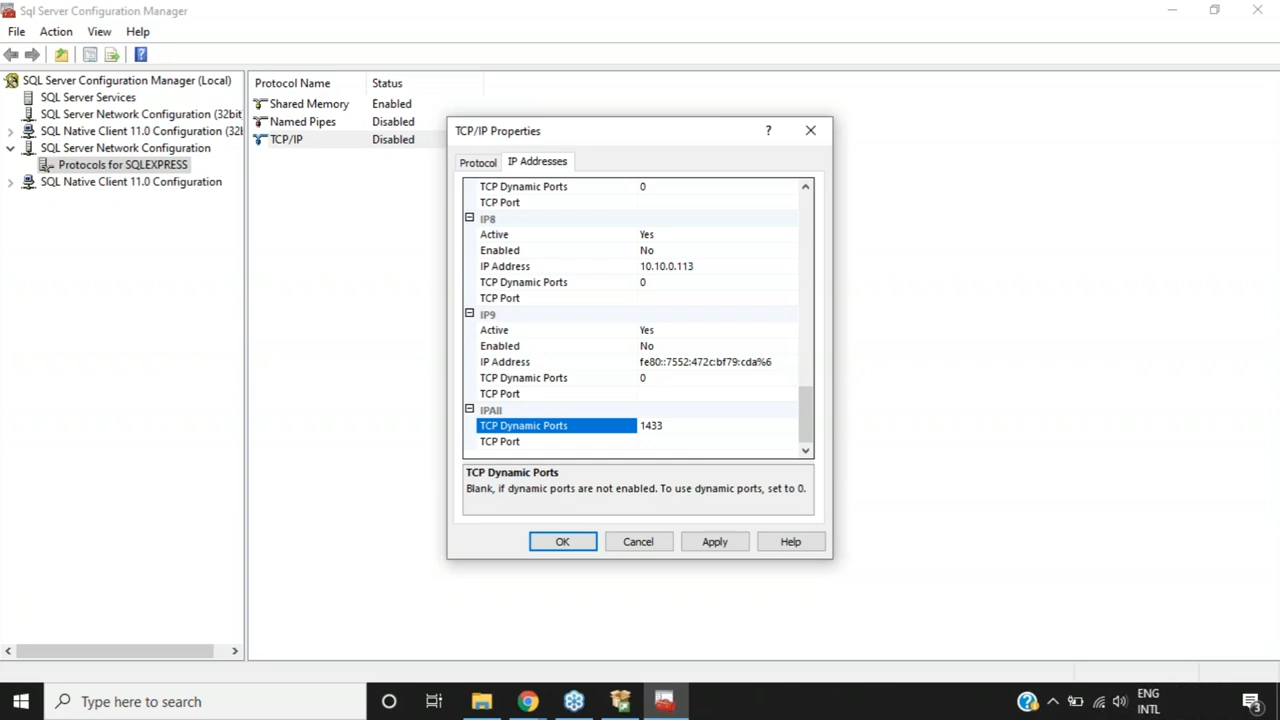 Sql Server Configuration Manager
File Action View Help
SQL Server Configuration Manager (Local)
SQL Server Services
SQL Server Network Configuration (32bit
SQL Native Client 11.0 Configuration (32b
SQL Server Network Configuration
Protocols for SQLEXPRESS
SQL Native Client 11.0 Configuration
Protocol Name Status
Shared Memory Enabled
Named Pipes Disabled
TCP/IP Disabled
TCP/IP Properties ?
Protocol IP Addresses
TCP Dynamic Ports 0
TCP Port
IP8
Active Yes
Enabled No
IP Address 10.10.0.113
TCP Dynamic Ports 0
TCP Port
IP9
Active Yes
Enabled No
IP Address fe80::7552:472c:bf79:cda%6
TCP Dynamic Ports 0
TCP Port
IPAll
TCP Dynamic Ports 1433
TCP Port
TCP Dynamic Ports
Blank, if dynamic ports are not enabled. To use dynamic ports, set to 0.
OK Cancel Apply Help
Type here to search
ENG
INTL
3